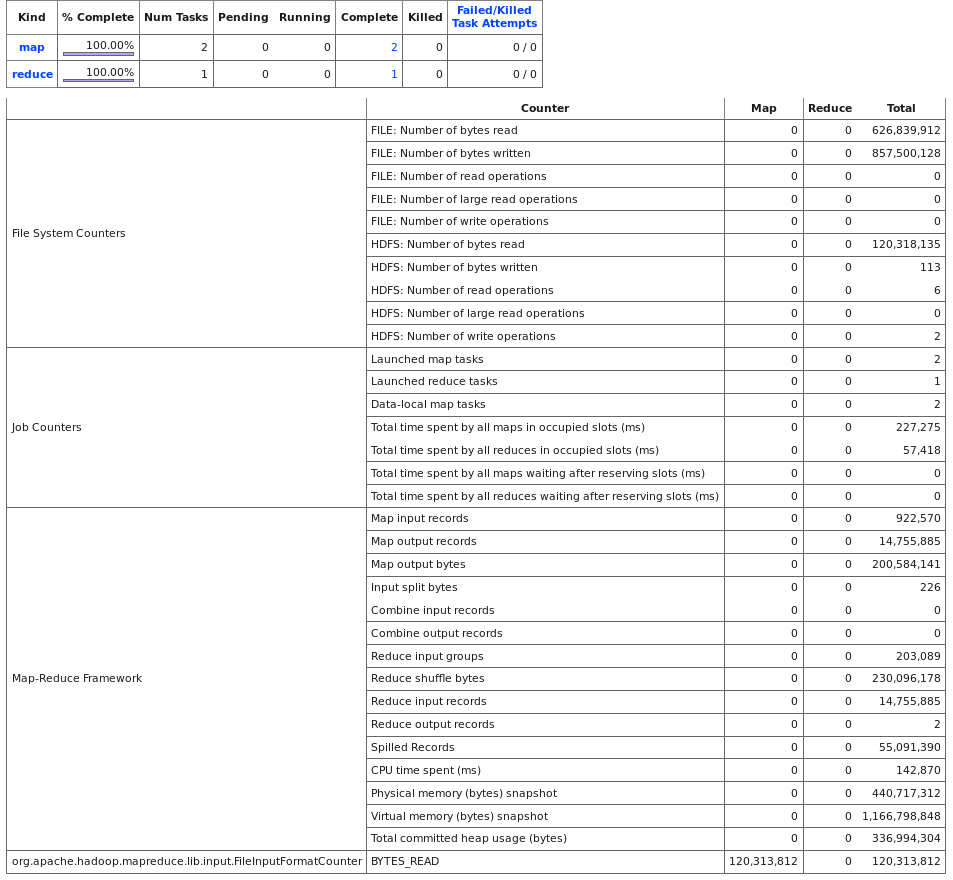 Kind % Complete Num Tasks Pending Running Complete Killed Failed/Killed
Task Attempts
map 100.00% 2 0 0 2 0 0 / 0
reduce 100.00% 1 0 0 1 0 0 / 0
Counter Map Reduce Total
File System Counters
FILE: Number of bytes read 0 0 626,839,912
FILE: Number of bytes written 0 0 857,500,128
FILE: Number of read operations 0 0 0
FILE: Number of large read operations 0 0 0
FILE: Number of write operations 0 0 0
HDFS: Number of bytes read 0 0 120,318,135
HDFS: Number of bytes written 0 0 113
HDFS: Number of read operations 0 0 6
HDFS: Number of large read operations 0 0 0
HDFS: Number of write operations 0 0 2
Job Counters
Launched map tasks 0 0 2
Launched reduce tasks 0 0 1
Data-local map tasks 0 0 2
Total time spent by all maps in occupied slots (ms) 0 0 227,275
Total time spent by all reduces in occupied slots (ms) 0 0 57,418
Total time spent by all maps waiting after reserving slots (ms) 0 0 0
Total time spent by all reduces waiting after reserving slots (ms) 0 0 0
Map-Reduce Framework
Map input records 0 0 922,570
Map output records 0 0 14,755,885
Map output bytes 0 0 200,584,141
Input split bytes 0 0 226
Combine input records 0 0 0
Combine output records 0 0 0
Reduce input groups 0 0 203,089
Reduce shuffle bytes 0 0 230,096,178
Reduce input records 0 0 14,755,885
Reduce output records 0 0 2
Spilled Records 0 0 55,091,390
CPU time spent (ms) 0 0 142,870
Physical memory (bytes) snapshot 0 0 440,717,312
Virtual memory (bytes) snapshot 0 0 1,166,798,848
Total committed heap usage (bytes) 0 0 336,994,304
org.apache.hadoop.mapreduce.lib.input.FileInputFormatCounter BYTES_READ 120,313,812 0 120,313,812